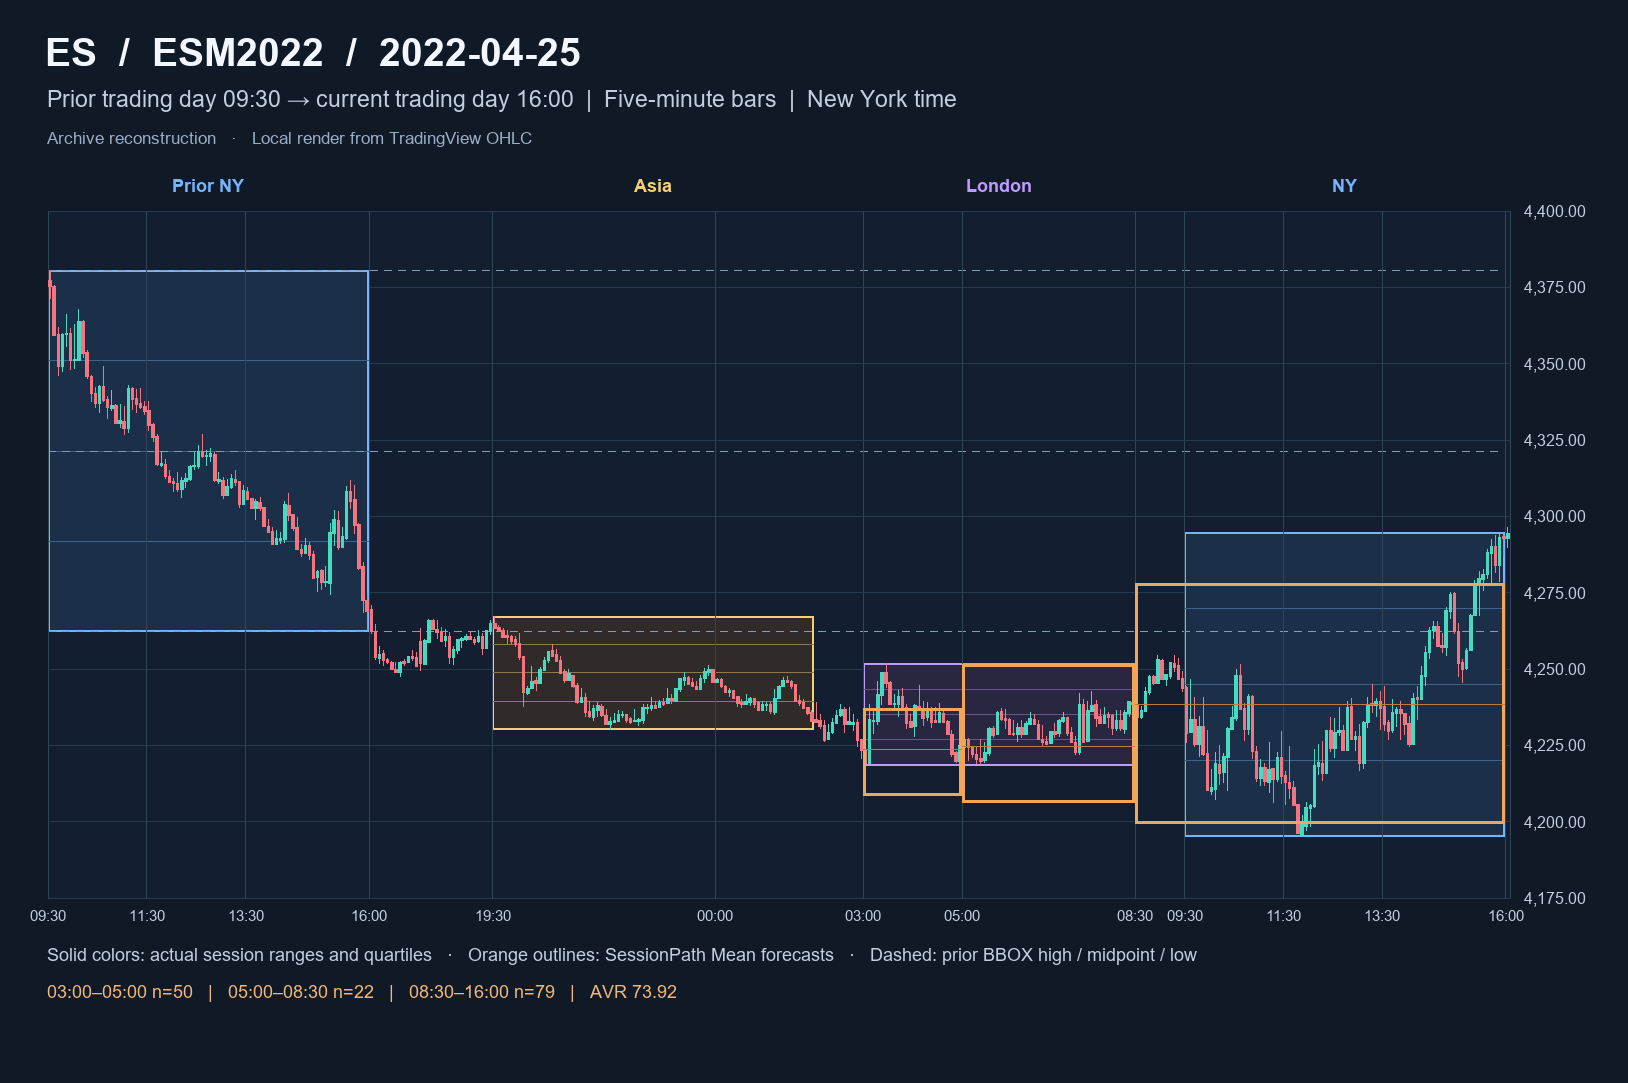 ES / ESM2022 / 2022-04-25
Prior trading day 09:30 → current trading day 16:00 | Five-minute bars | New York time
Archive reconstruction · Local render from TradingView OHLC
Prior NY Asia London NY
4,400.00
4,375.00
4,350.00
4,325.00
4,300.00
4,275.00
4,250.00
4,225.00
4,200.00
4,175.00
09:30 11:30 13:30 16:00 19:30 00:00 03:00 05:00 08:30 09:30 11:30 13:30 16:00
Solid colors: actual session ranges and quartiles · Orange outlines: SessionPath Mean forecasts · Dashed: prior BBOX high / midpoint / low
03:00–05:00 n=50 | 05:00–08:30 n=22 | 08:30–16:00 n=79 | AVR 73.92